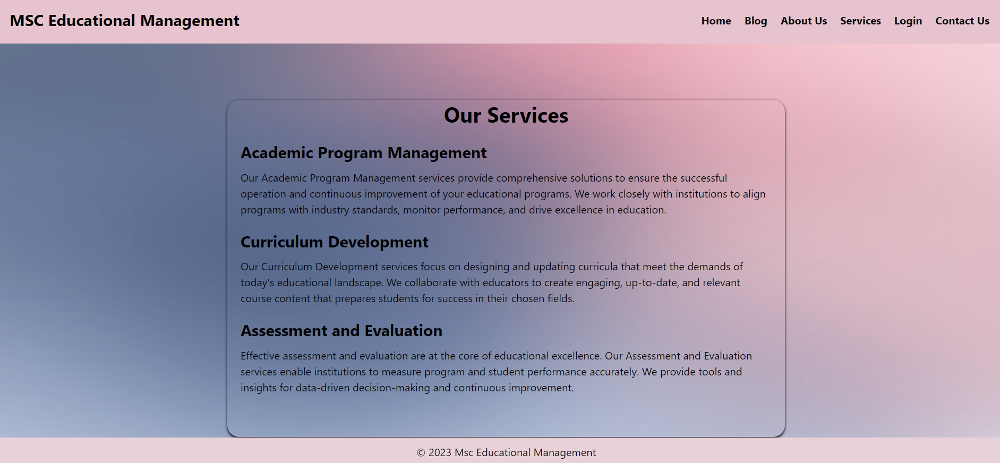 MSC Educational Management
Home Blog About Us Services Login Contact Us
Our Services
Academic Program Management
Our Academic Program Management services provide comprehensive solutions to ensure the successful
operation and continuous improvement of your educational programs. We work closely with institutions to align
programs with industry standards, monitor performance, and drive excellence in education.
Curriculum Development
Our Curriculum Development services focus on designing and updating curricula that meet the demands of
today's educational landscape. We collaborate with educators to create engaging, up-to-date, and relevant
course content that prepares students for success in their chosen fields.
Assessment and Evaluation
Effective assessment and evaluation are at the core of educational excellence. Our Assessment and Evaluation
services enable institutions to measure program and student performance accurately. We provide tools and
insights for data-driven decision-making and continuous improvement.
© 2023 Msc Educational Management